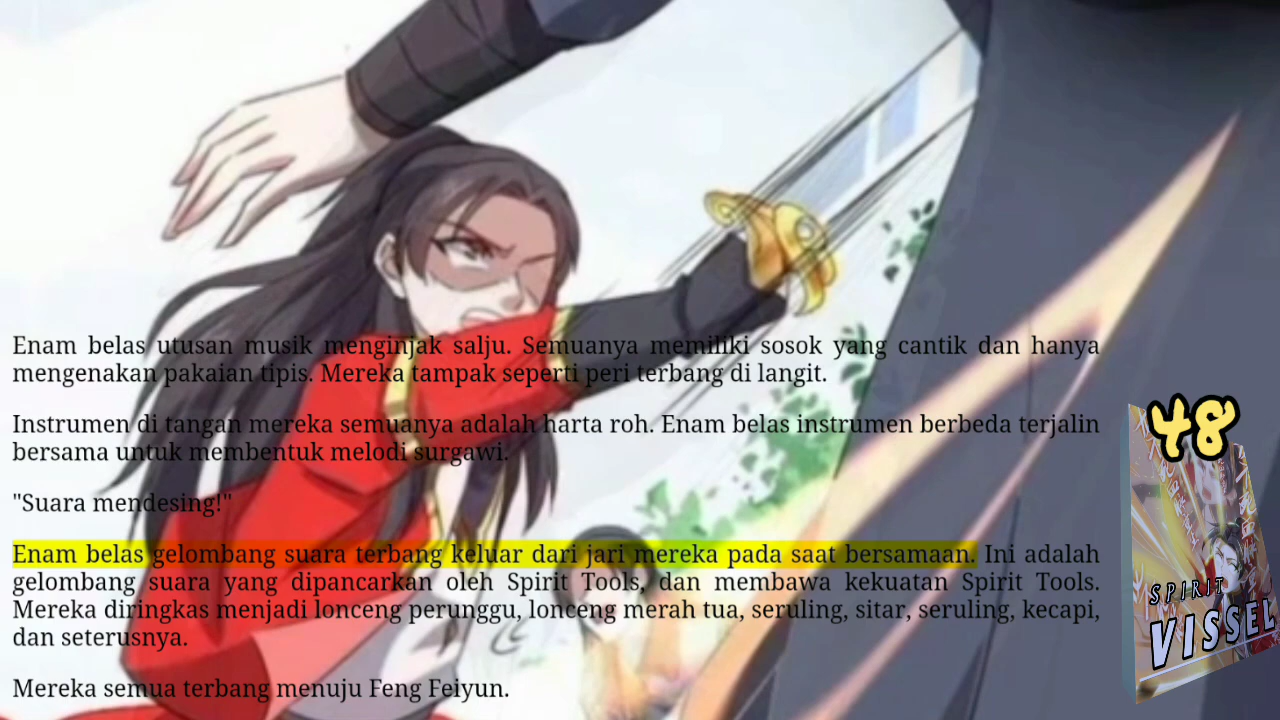 Enam belas utusan musik menginjak salju. Semuanya memiliki sosok yang cantik dan hanya
mengenakan pakaian tipis. Mereka tampak seperti peri terbang di langit.
Instrumen di tangan mereka semuanya adalah harta roh. Enam belas instrumen berbeda terjalin
bersama untuk membentuk melodi surgawi.
"Suara mendesing!"
Enam belas gelombang suara terbang keluar dari jari mereka pada saat bersamaan. Ini adalah
gelombang suara yang dipancarkan oleh Spirit Tools, dan membawa kekuatan Spirit Tools.
Mereka diringkas menjadi lonceng perunggu, lonceng merah tua, seruling, sitar, seruling, kecapi,
dan seterusnya.
Mereka semua terbang menuju Feng Feiyun.
48
SPIRIT
VISSEL